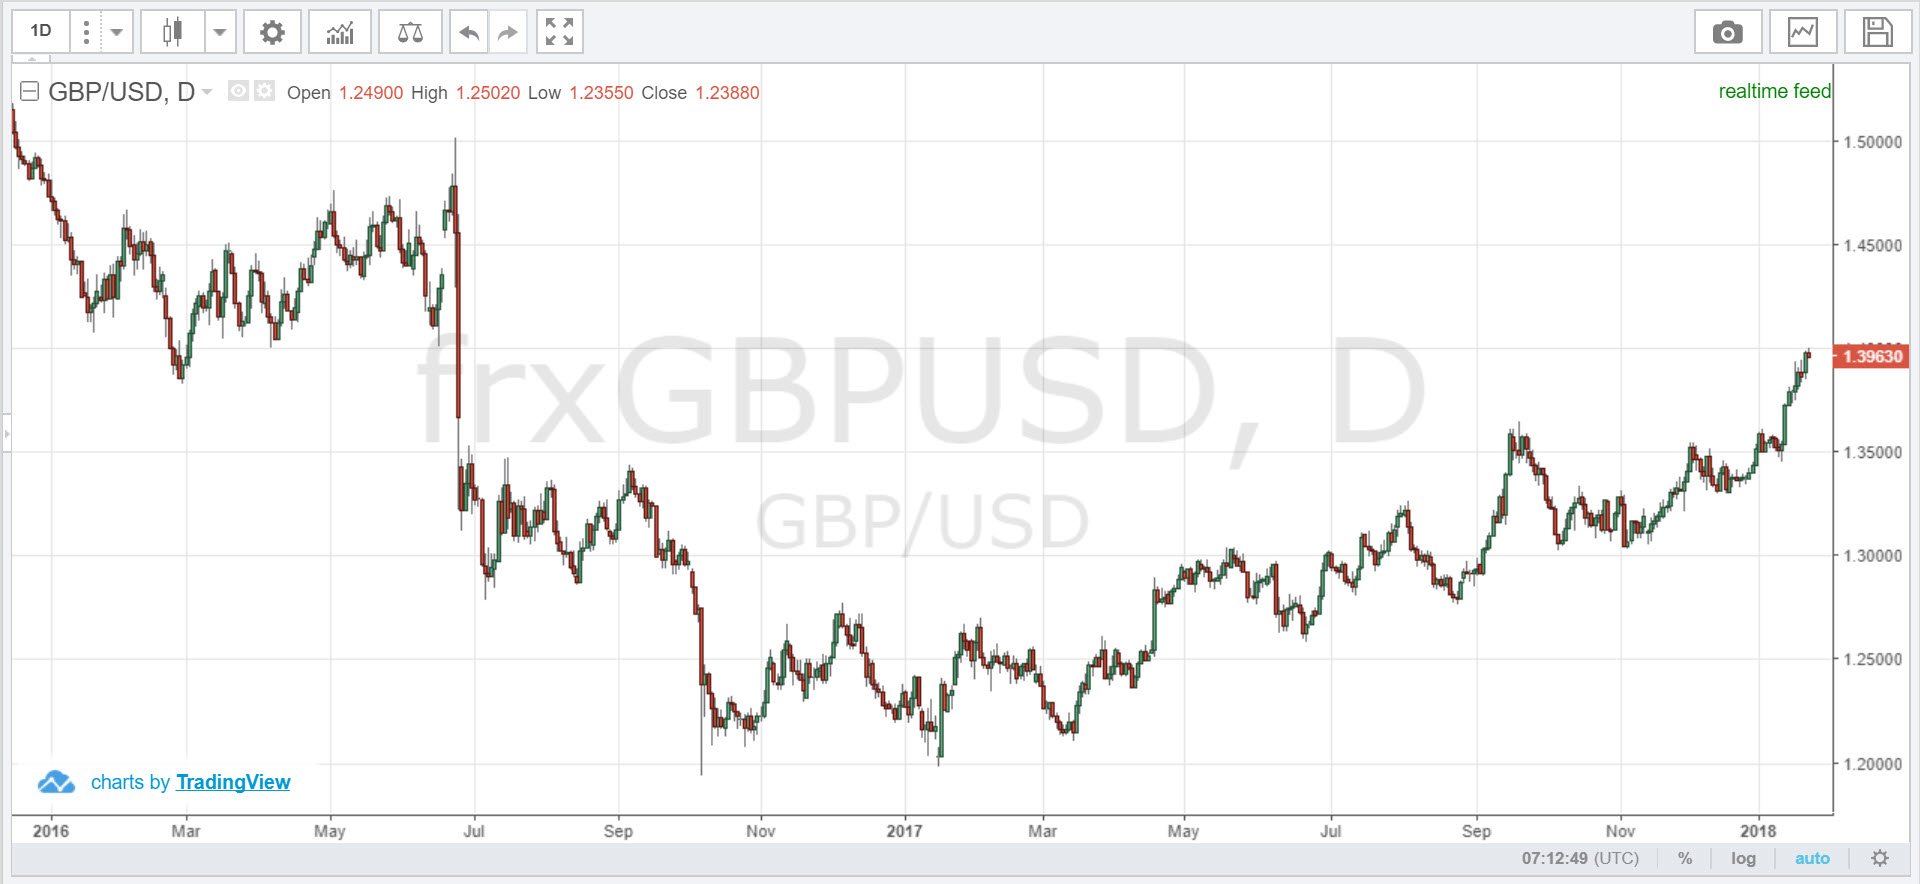 1D
GBP/USD, D Open 1.24900 High 1.25020 Low 1.23550 Close 1.23880
realtime feed
frxGBPUSD, D
GBP/USD
1.50000
1.45000
1.39630
1.35000
1.30000
1.25000
1.20000
charts by TradingView
2016 Mar May Jul Sep Nov 2017 Mar May Jul Sep Nov 2018
07:12:49 (UTC) % log auto